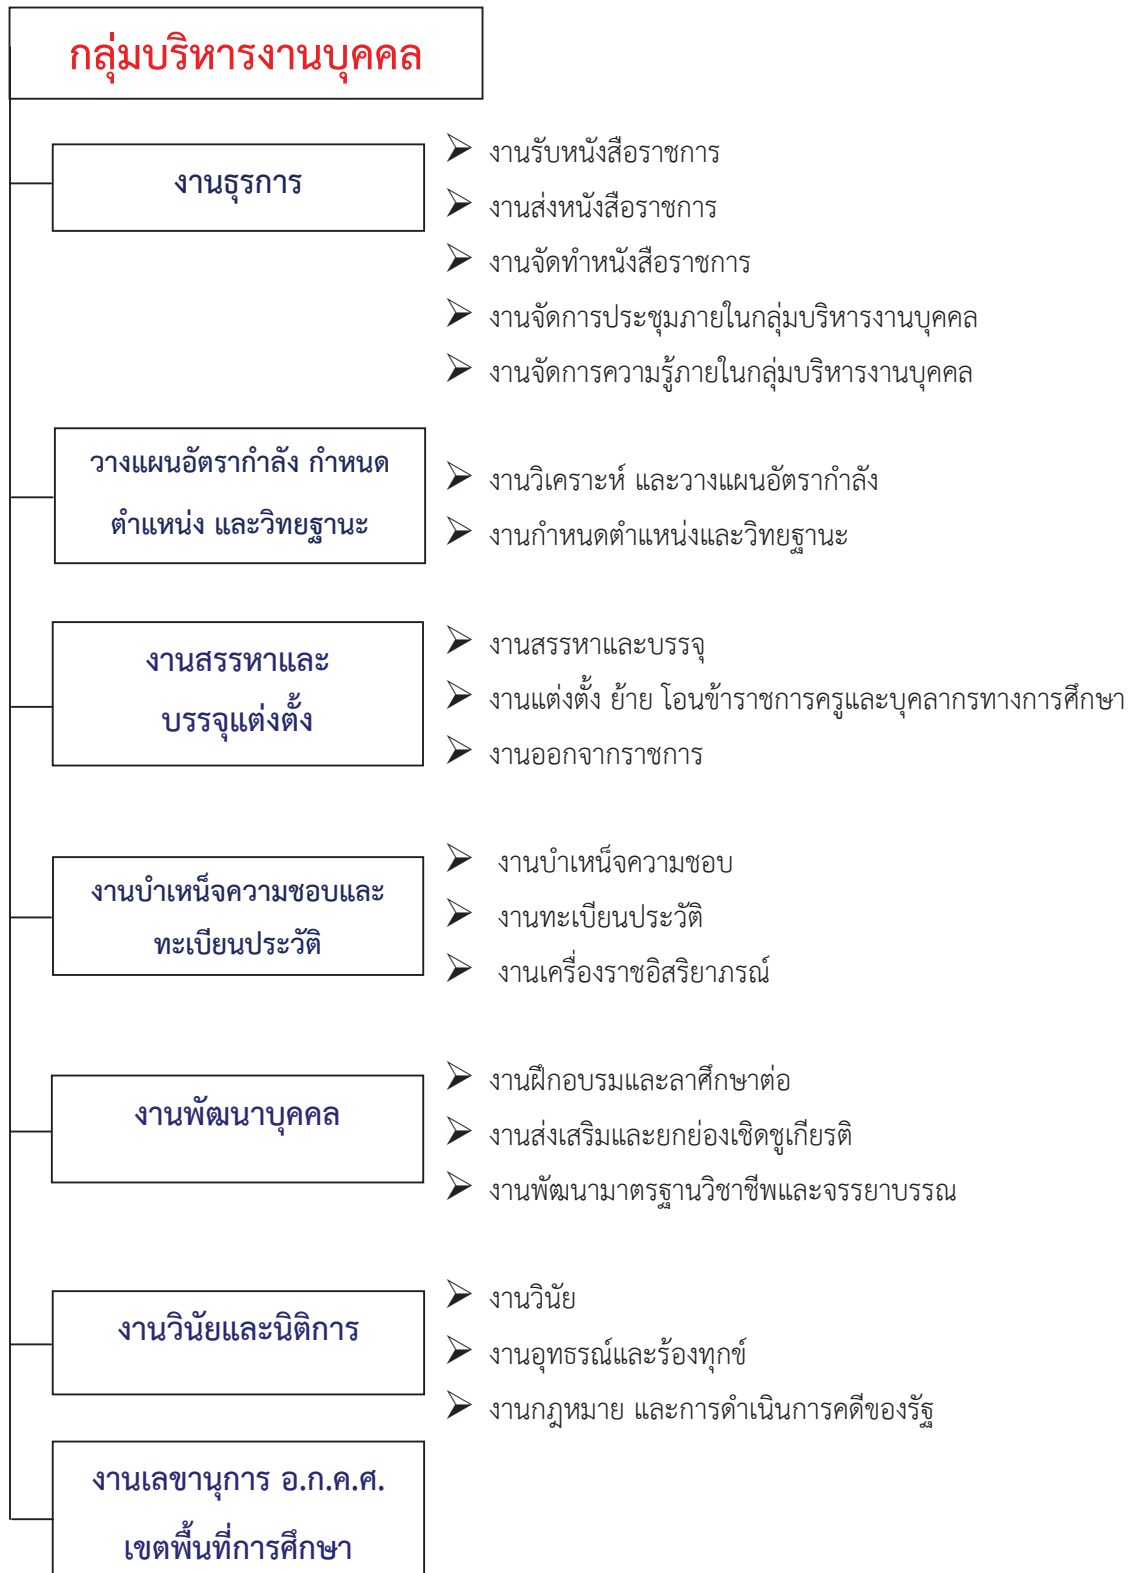 กลุ่มบริหารงานบุคคล
งานธุรการ
➢ งานรับหนังสือราชการ
➢ งานส่งหนังสือราชการ
➢ งานจัดทำหนังสือราชการ
➢ งานจัดการประชุมภายในกลุ่มบริหารงานบุคคล
➢ งานจัดการความรู้ภายในกลุ่มบริหารงานบุคคล
วางแผนอัตรากำลัง กำหนด
ตำแหน่ง และวิทยฐานะ
➢ งานวิเคราะห์ และวางแผนอัตรากำลัง
➢ งานกำหนดตำแหน่งและวิทยฐานะ
งานสรรหาและ
บรรจุแต่งตั้ง
➢ งานสรรหาและบรรจุ
➢ งานแต่งตั้ง ย้าย โอนข้าราชการครูและบุคลากรทางการศึกษา
➢ งานออกจากราชการ
งานบำเหน็จความชอบและ
ทะเบียนประวัติ
➢ งานบำเหน็จความชอบ
➢ งานทะเบียนประวัติ
➢ งานเครื่องราชอิสริยาภรณ์
งานพัฒนาบุคคล
➢ งานฝึกอบรมและลาศึกษาต่อ
➢ งานส่งเสริมและยกย่องเชิดชูเกียรติ
➢ งานพัฒนามาตรฐานวิชาชีพและจรรยาบรรณ
งานวินัยและนิติการ
➢ งานวินัย
➢ งานอุทธรณ์และร้องทุกข์
➢ งานกฎหมาย และการดำเนินการคดีของรัฐ
งานเลขานุการ อ.ก.ค.ศ.
เขตพื้นที่การศึกษา